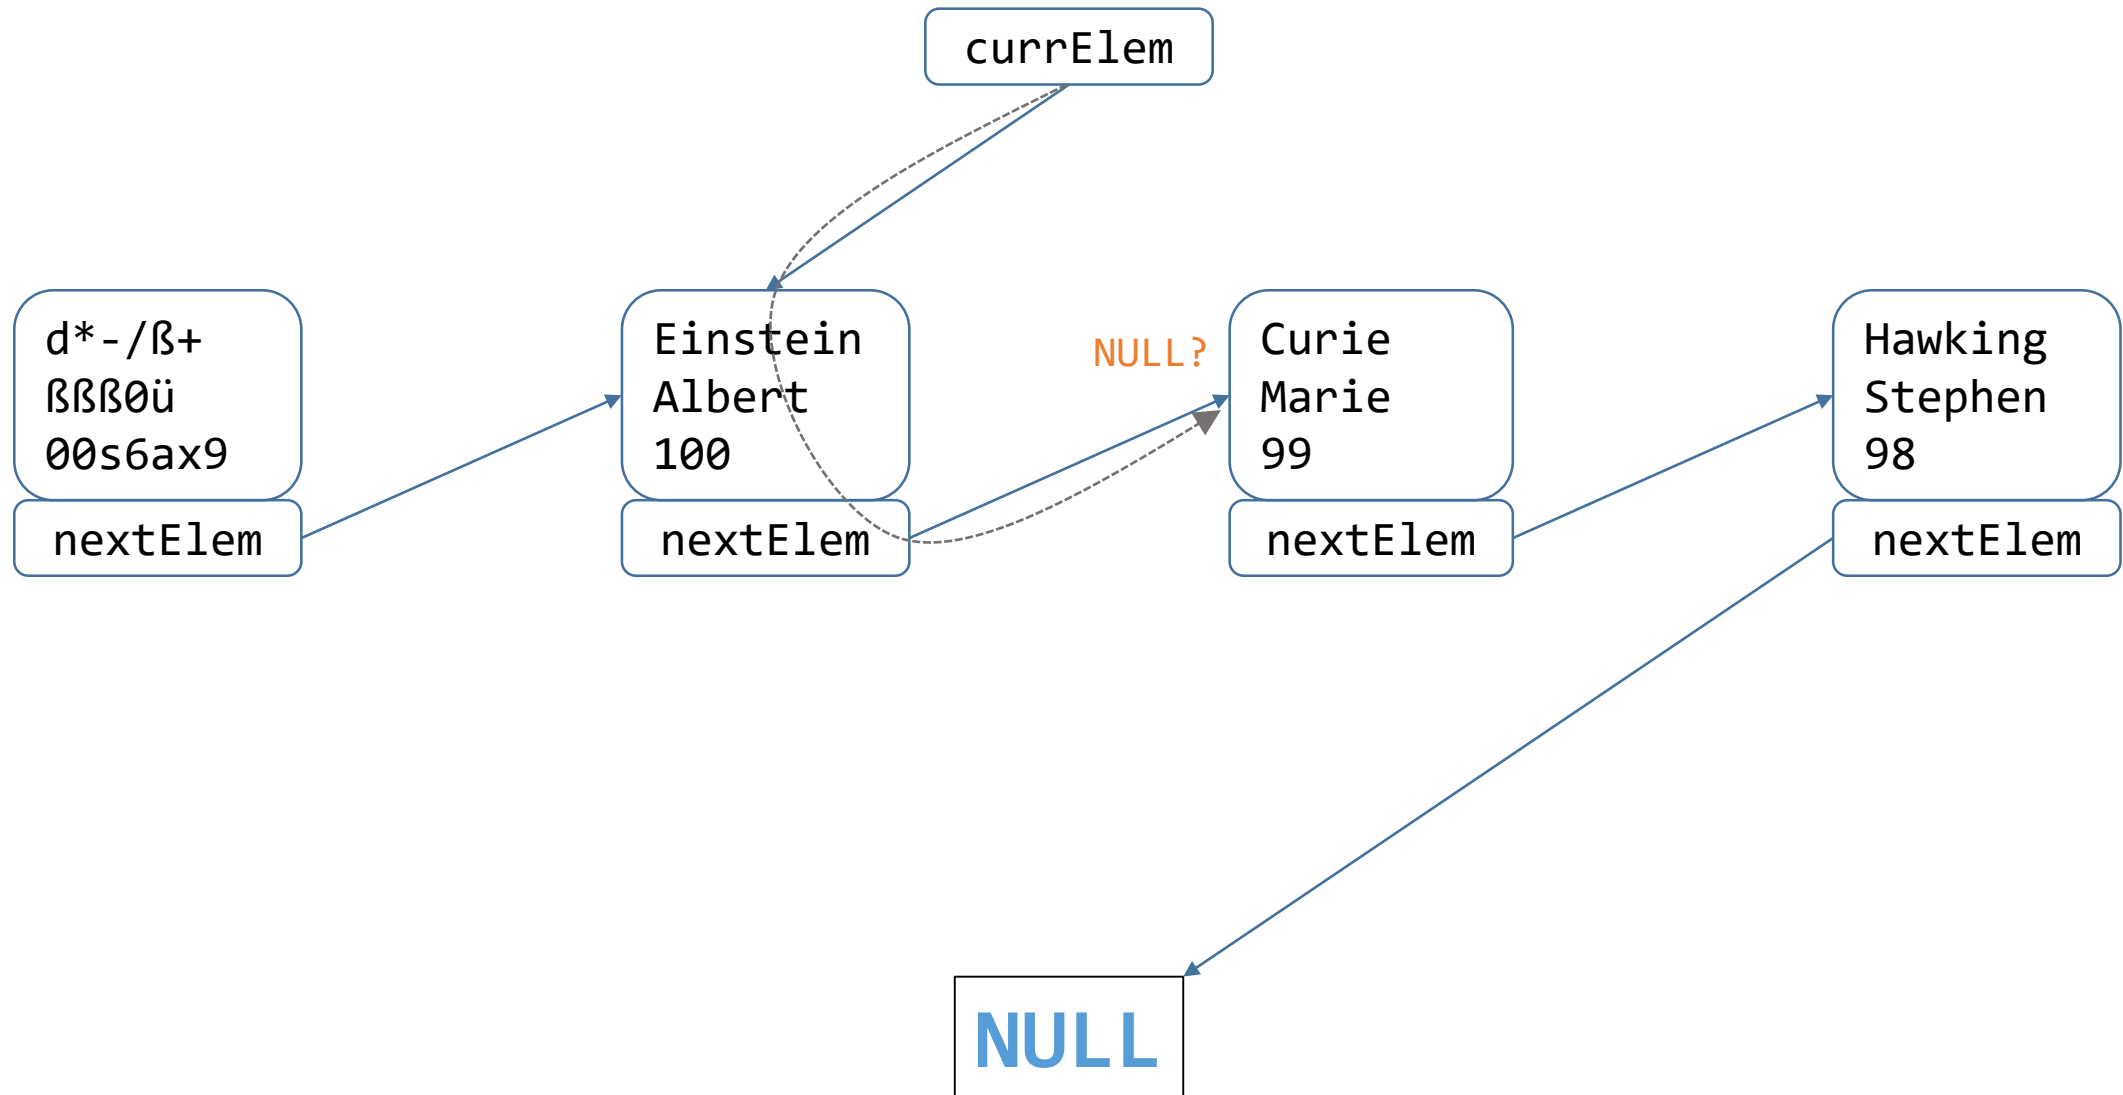 currElem
d*-/ß+
ßßß0ü
00s6ax9
nextElem
Einstein
Albert
100
nextElem
NULL?
Curie
Marie
99
nextElem
Hawking
Stephen
98
nextElem
NULL